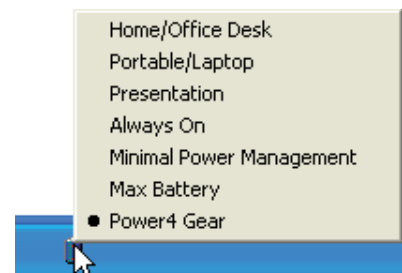 Home/Office Desk
Portable/Laptop
Presentation
Always On
Minimal Power Management
Max Battery
Power4 Gear